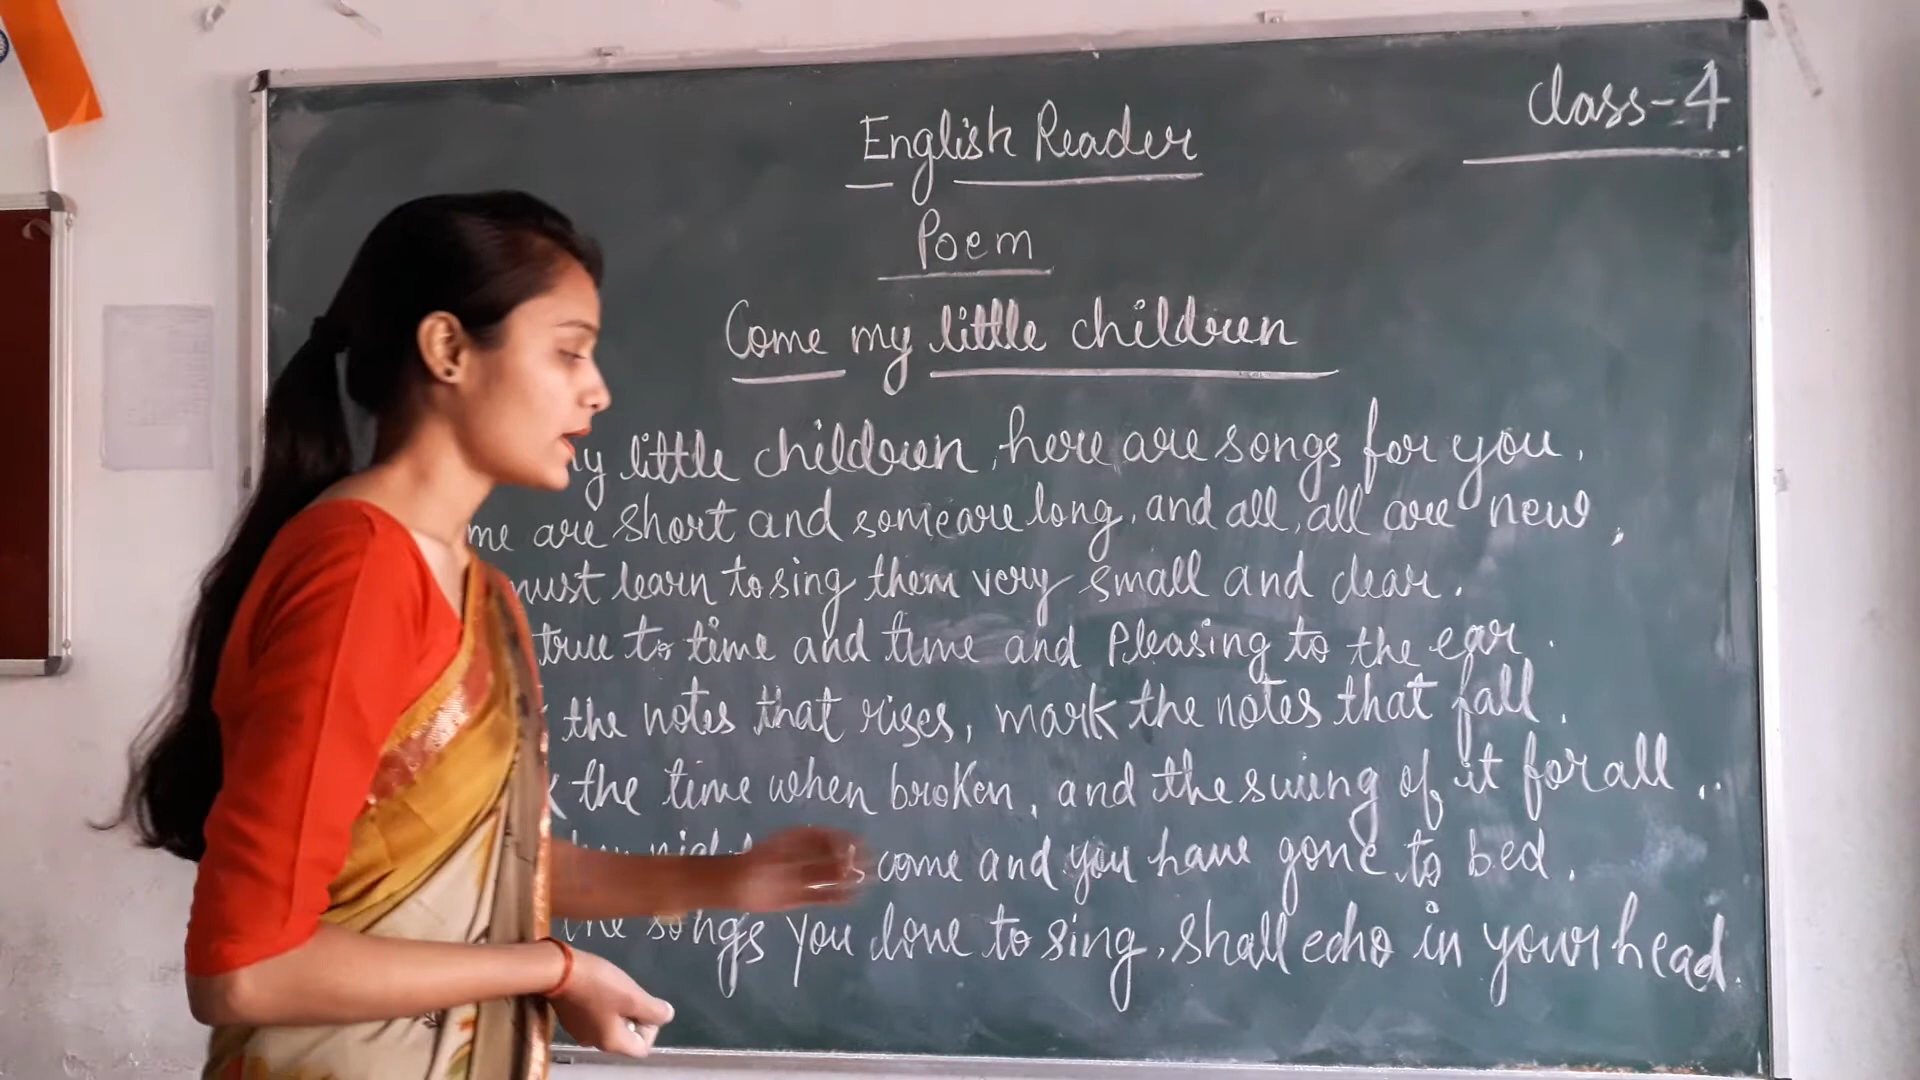 class-4
English Reader
Poem
Come my little children
little children, here are songs for you.
are short and some are long, and all, all are new,
must learn to sing them very small and clear.
true to time and tune and Pleasing to the ear.
the notes that rises, mark the notes that fall.
the time when broken, and the swing of it for all..
come and you have gone to bed.
the songs you love to sing, shall echo in your head.